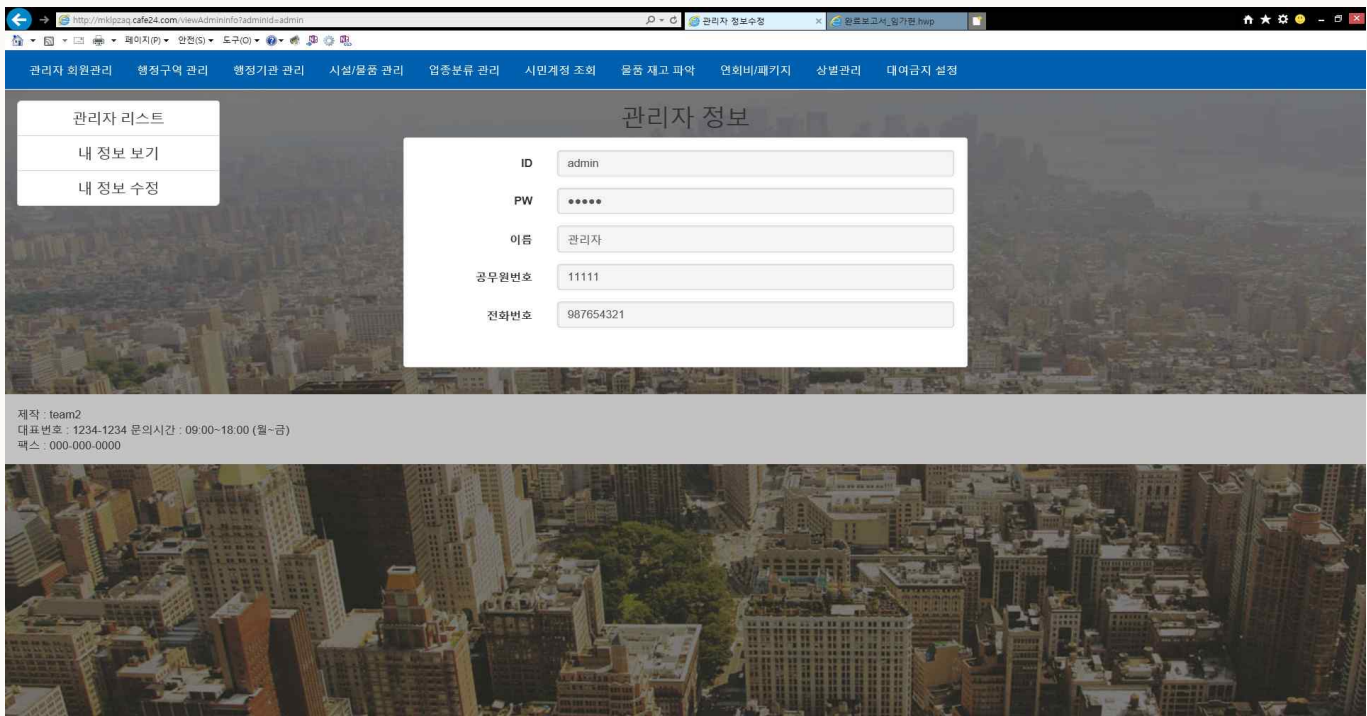 http://mklpzaq.cafe24.com/viewAdmininfo?adminId=admin
관리자 정보수정
완료보고서_임가현.hwp
페이지(P) 안전(S) 도구(O)
관리자 회원관리 행정구역 관리 행정기관 관리 시설/물품 관리 업종분류 관리 시민계정 조회 물품 재고 파악 연회비/패키지 상벌관리 대여금지 설정
관리자 리스트
내 정보 보기
내 정보 수정
관리자 정보
ID admin
PW •••••
이름 관리자
공무원번호 11111
전화번호 987654321
제작 : team2
대표번호 : 1234-1234 문의시간 : 09:00~18:00 (월~금)
팩스 : 000-000-0000